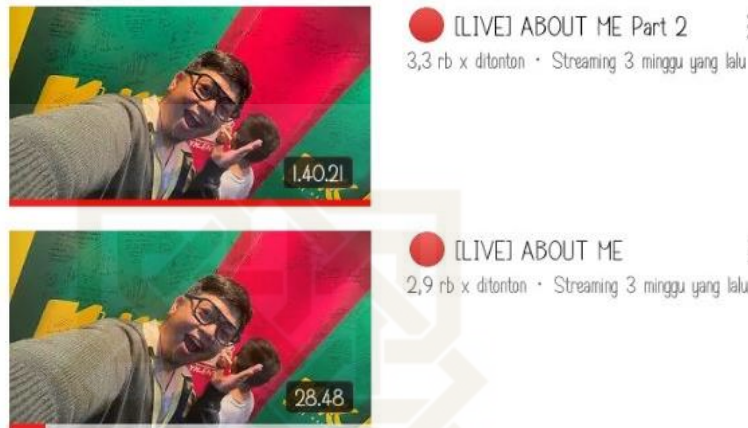 [LIVE] ABOUT ME Part 2
3,3 rb x ditonton • Streaming 3 minggu yang lalu
1.40.21
[LIVE] ABOUT ME
2,9 rb x ditonton • Streaming 3 minggu yang lalu
28.48